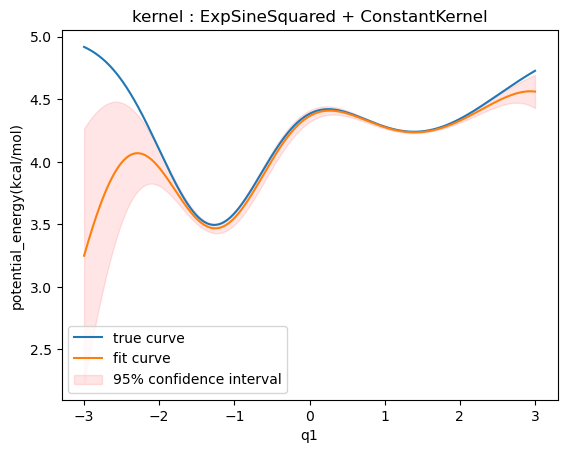 kernel : ExpSineSquared + ConstantKernel
potential_energy(kcal/mol)
5.0
4.5
4.0
3.5
3.0
2.5
true curve
fit curve
95% confidence interval
−3
−2
−1
0
1
2
3
q1